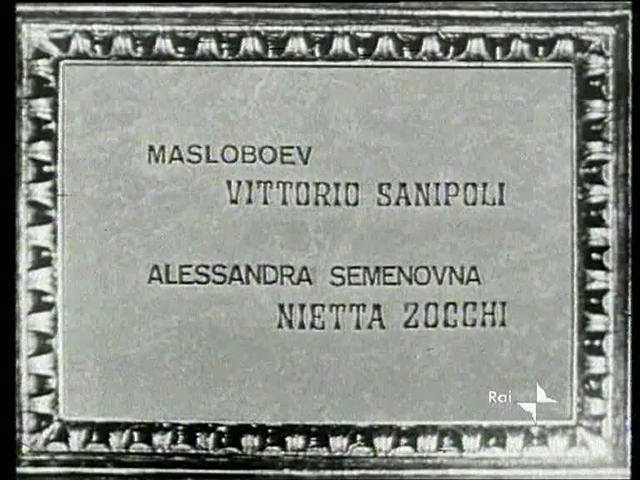 MASLOBOEV
VITTORIO SANIPOLI
ALESSANDRA SEMENOVNA
NIETTA ZOCCHI
Rai